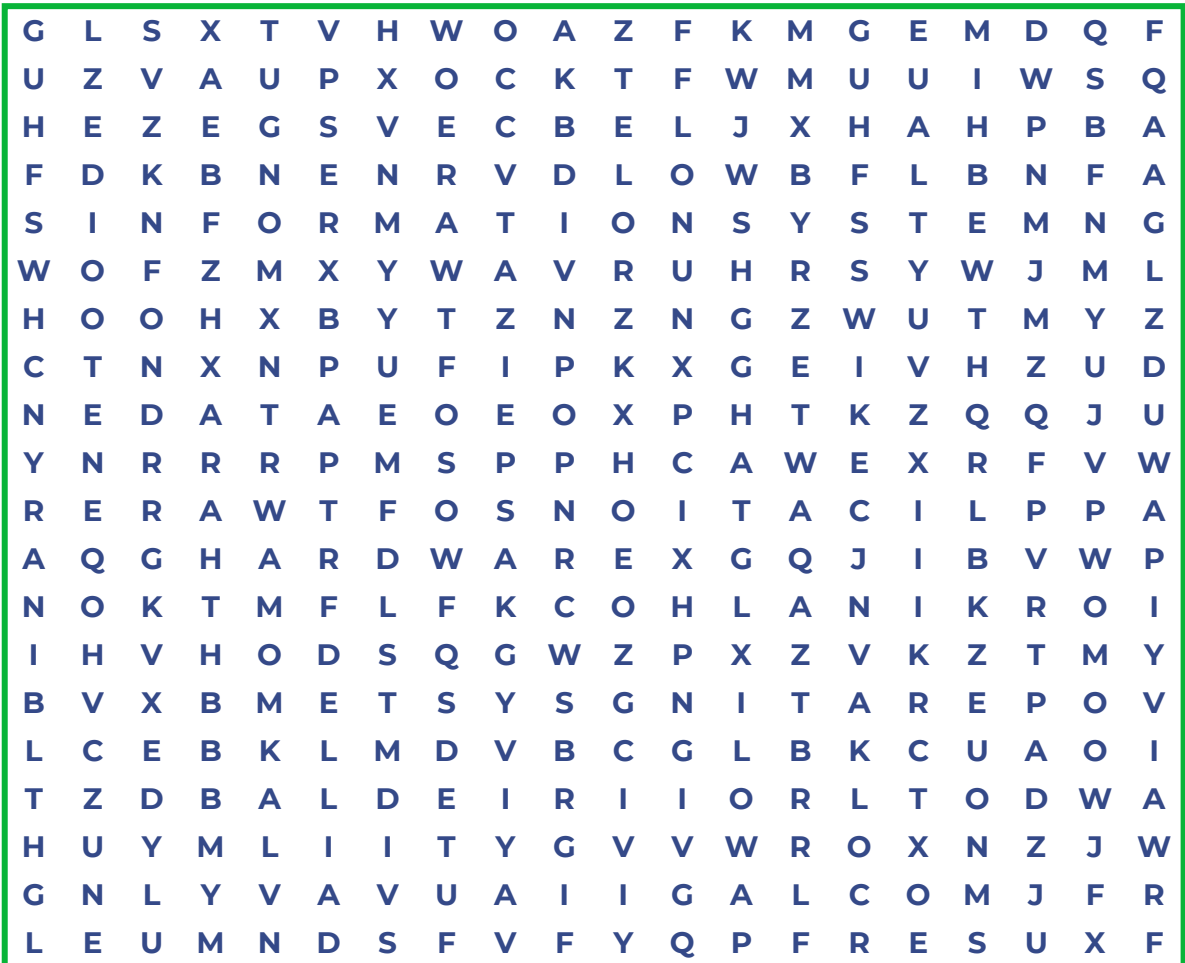 G L S X T V H W O A Z F K M G E M D Q F
U Z V A U P X O C K T F W M U U I W S Q
H E Z E G S V E C B E L J X H A H P B A
F D K B N E N R V D L O W B F L B N F A
S I N F O R M A T I O N S Y S T E M N G
W O F Z M X Y W A V R U H R S Y W J M L
H O O H X B Y T Z N Z N G Z W U T M Y Z
C T N X N P U F I P K X G E I V H Z U D
N E D A T A E O E O X P H T K Z Q Q J U
Y N R R R P M S P P H C A W E X R F V W
R E R A W T F O S N O I T A C I L P P A
A Q G H A R D W A R E X G Q J I B V W P
N O K T M F L F K C O H L A N I K R O I
I H V H O D S Q G W Z P X Z V K Z T M Y
B V X B M E T S Y S G N I T A R E P O V
L C E B K L M D V B C G L B K C U A O I
T Z D B A L D E I R I I O R L T O D W A
H U Y M L I I T Y G V V W R O X N Z J W
G N L Y V A V U A I I G A L C O M J F R
L E U M N D S F V F Y Q P F R E S U X F